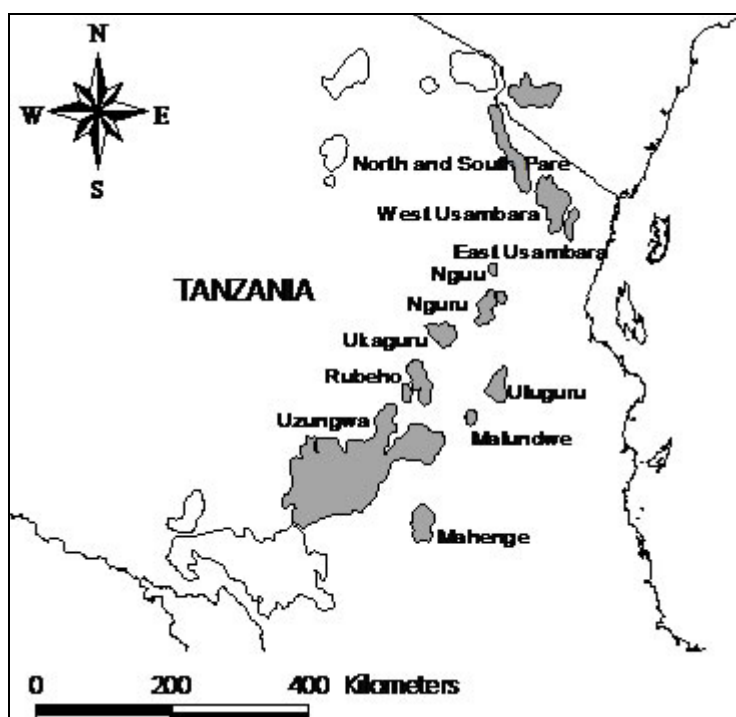 N
W E
S
North and South Pare
West Usambara
East Usambara
Nguu
TANZANIA
Nguru
Ukaguru
Rubeho
Uluguru
Uzungwa
Malundwe
Mahenge
0 200 400 Kilometers